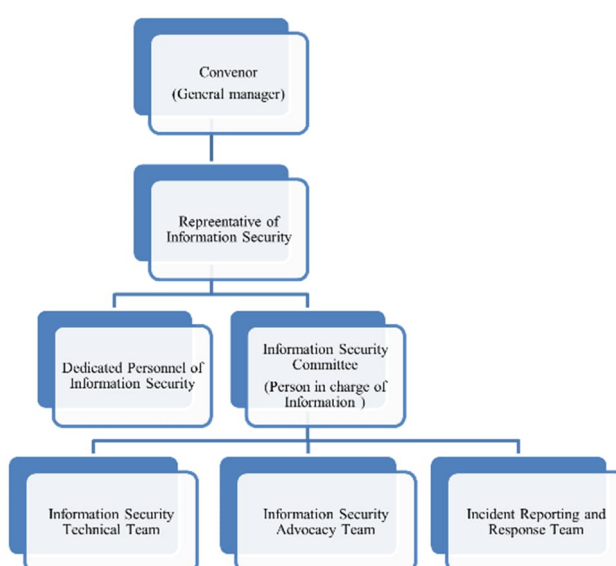 Convenor
(General manager)
Repreentative of
Information Security
Dedicated Personnel of
Information Security
Information Security
Committee
(Person in charge of
Information )
Information Security
Technical Team
Information Security
Advocacy Team
Incident Reporting and
Response Team